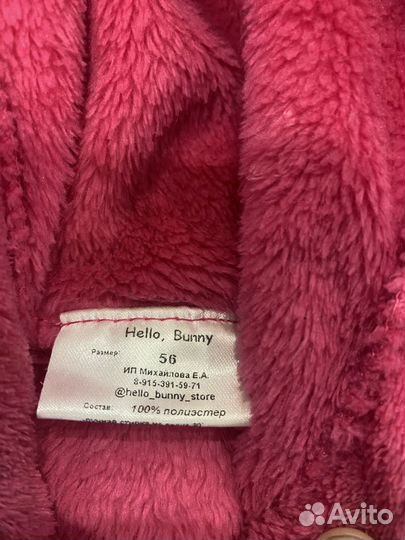 Hello, Bunny
Размер: 56
ИП Михайлова Е.А.
8-915-391-59-71
@hello_bunny_store
Состав: 100% полиэстер
Avito